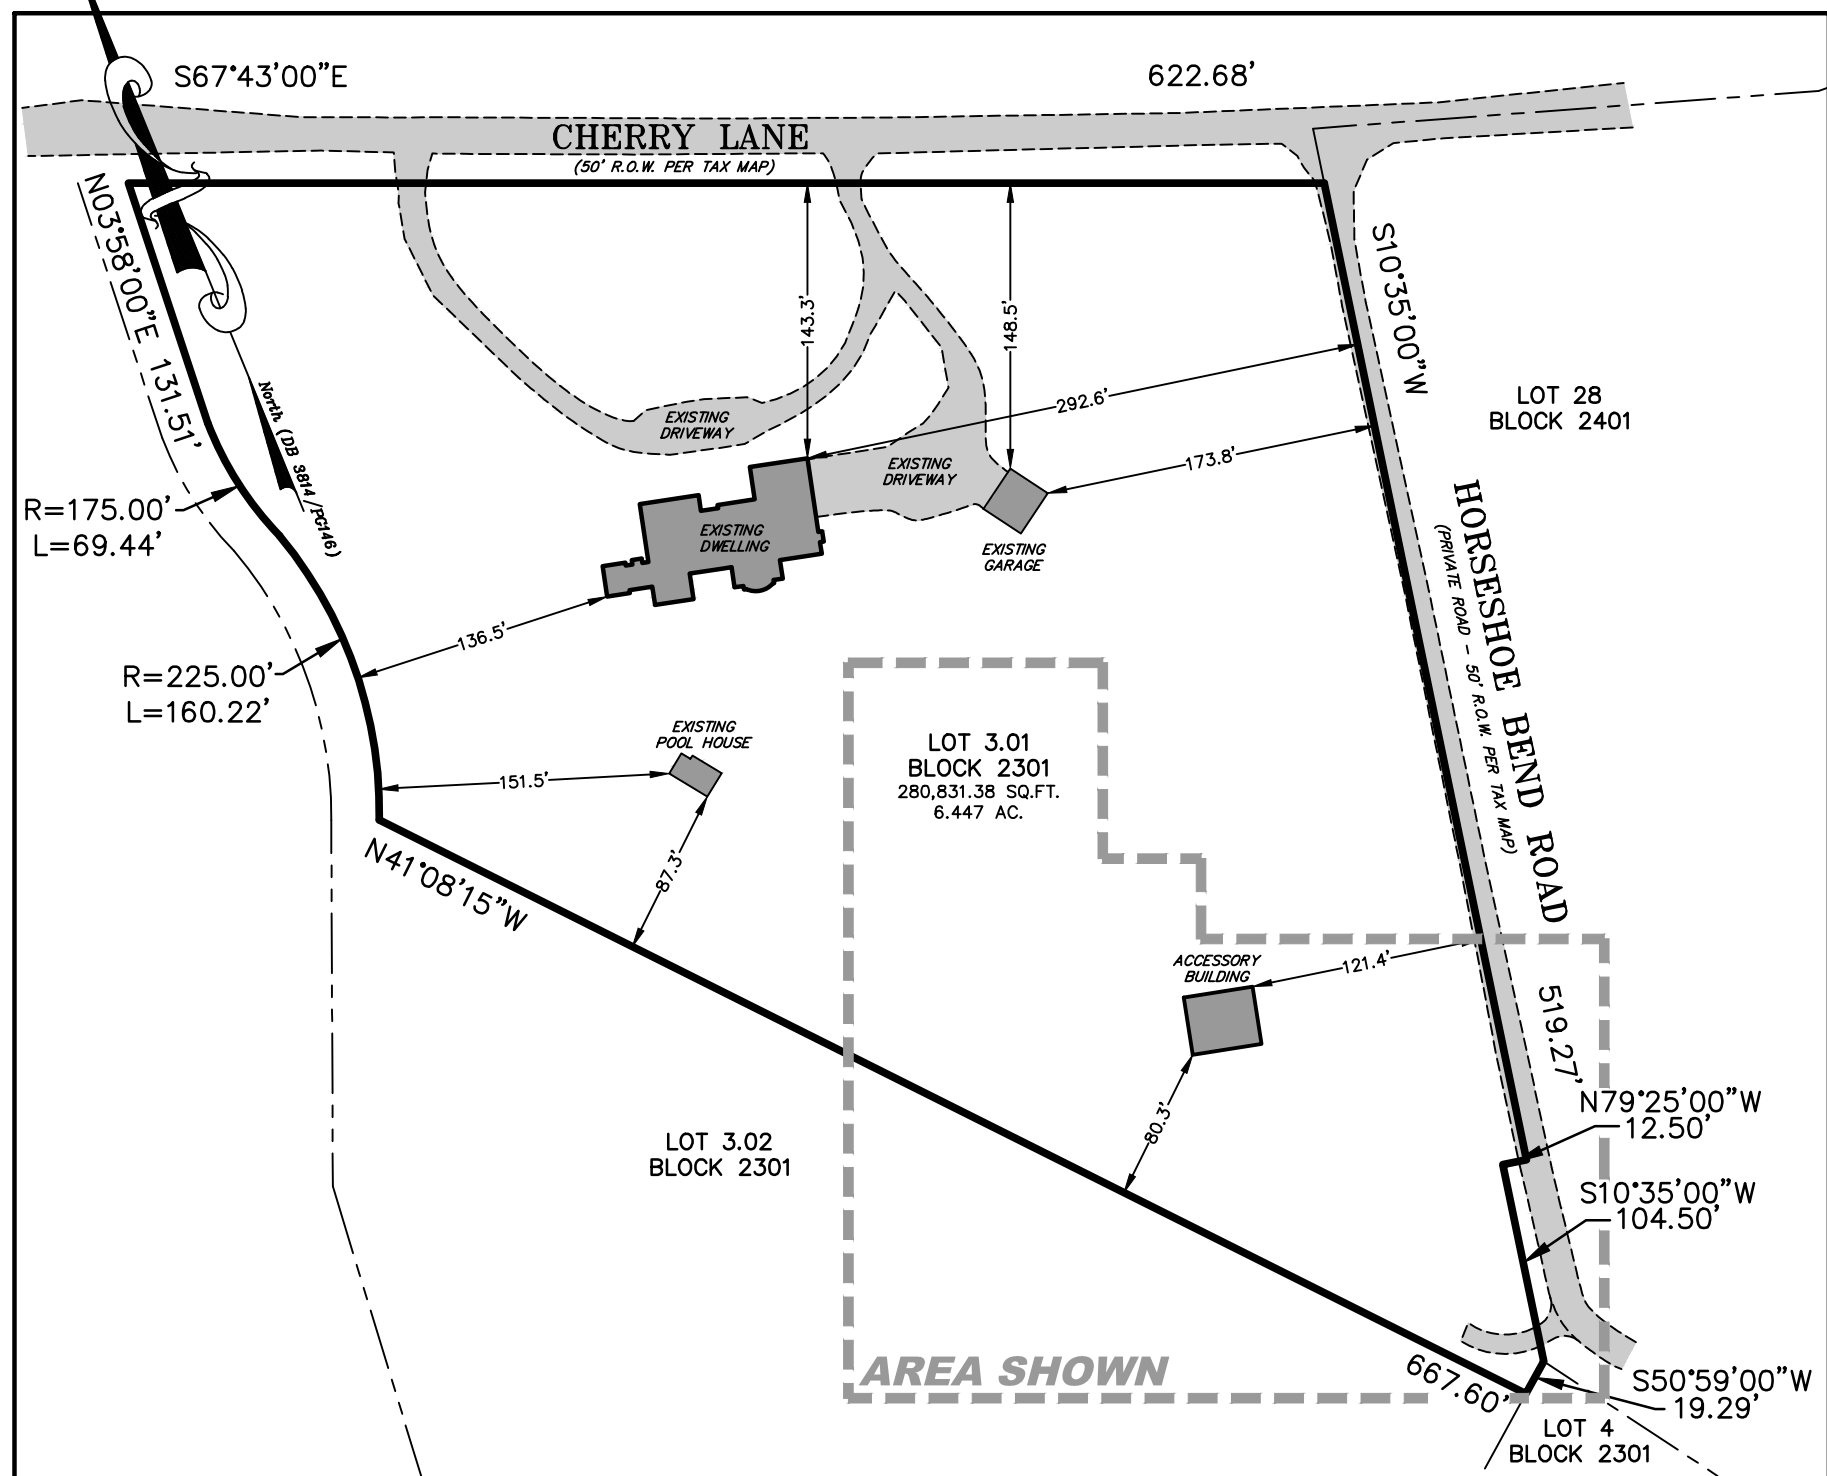 S67°43'00"E
622.68'
CHERRY LANE
(50' R.O.W. PER TAX MAP)
N03°58'00"E 131.51'
S10°35'00"W
143.3'
148.5'
LOT 28
BLOCK 2401
292.6'
North (DB 3814/PG146)
EXISTING
DRIVEWAY
EXISTING
DRIVEWAY
173.8'
R=175.00'
L=69.44'
EXISTING
DWELLING
EXISTING
GARAGE
HORSESHOE BEND ROAD
(PRIVATE ROAD - 50' R.O.W. PER TAX MAP)
136.5'
R=225.00'
L=160.22'
EXISTING
POOL HOUSE
151.5'
LOT 3.01
BLOCK 2301
280,831.38 SQ.FT.
6.447 AC.
87.3'
N41°08'15"W
ACCESSORY
BUILDING
121.4'
519.27'
80.3'
N79°25'00"W
12.50'
LOT 3.02
BLOCK 2301
S10°35'00"W
104.50'
AREA SHOWN
667.60'
S50°59'00"W
19.29'
LOT 4
BLOCK 2301